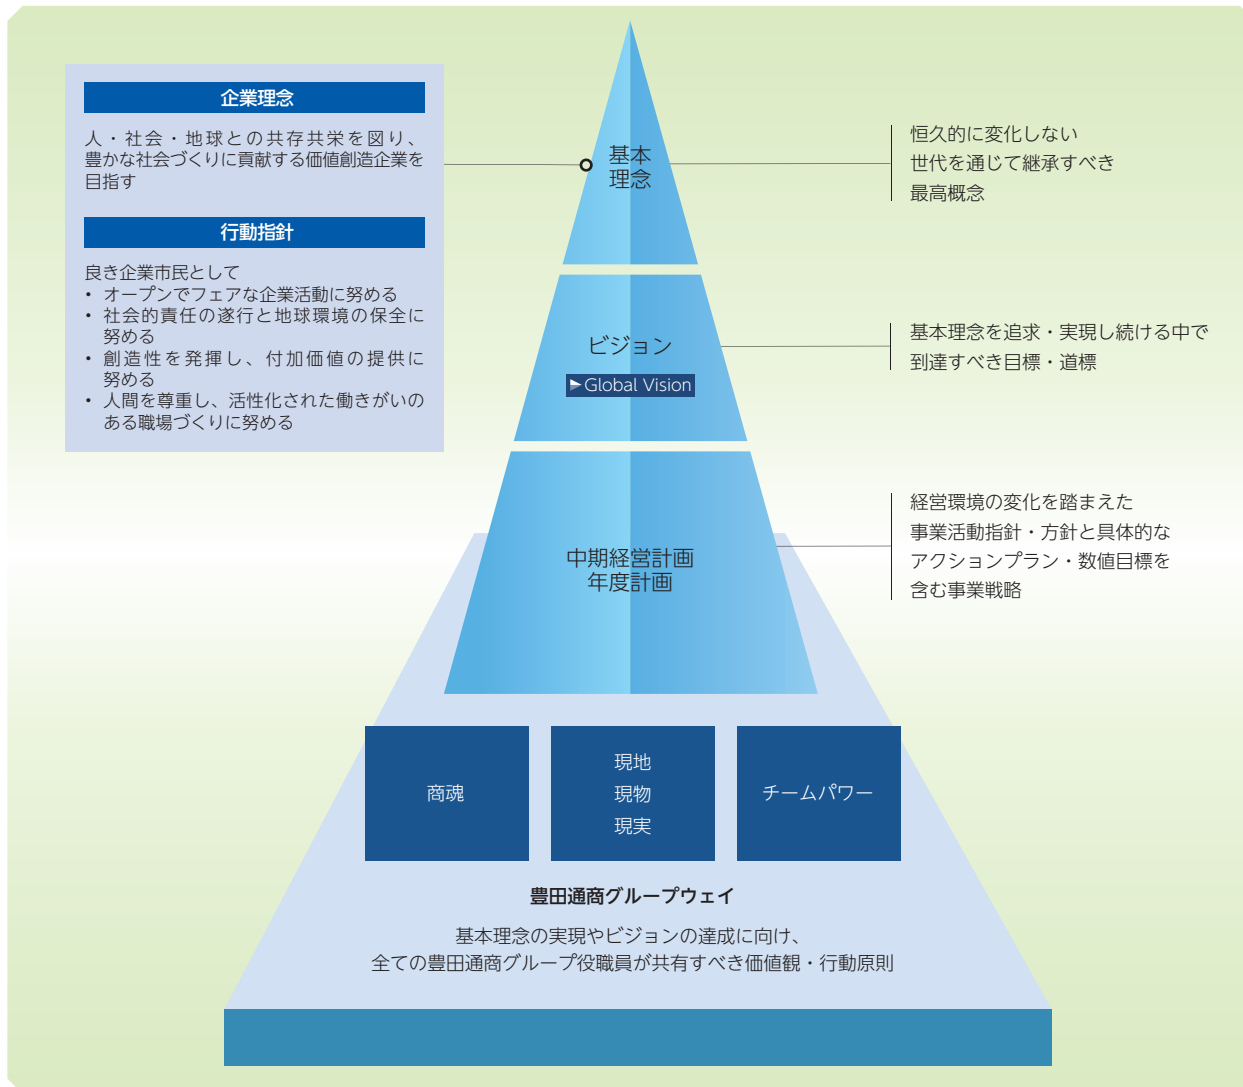 企業理念
人・社会・地球との共存共栄を図り、
豊かな社会づくりに貢献する価値創造企業を
目指す
行動指針
良き企業市民として
• オープンでフェアな企業活動に努める
• 社会的責任の遂行と地球環境の保全に
努める
• 創造性を発揮し、付加価値の提供に
努める
• 人間を尊重し、活性化された働きがいの
ある職場づくりに努める
基本
理念
恒久的に変化しない
世代を通じて継承すべき
最高概念
ビジョン
Global Vision
基本理念を追求・実現し続ける中で
到達すべき目標・道標
中期経営計画
年度計画
経営環境の変化を踏まえた
事業活動指針・方針と具体的な
アクションプラン・数値目標を
含む事業戦略
商魂
現地
現物
現実
チームパワー
豊田通商グループウェイ
基本理念の実現やビジョンの達成に向け、
全ての豊田通商グループ役職員が共有すべき価値観・行動原則